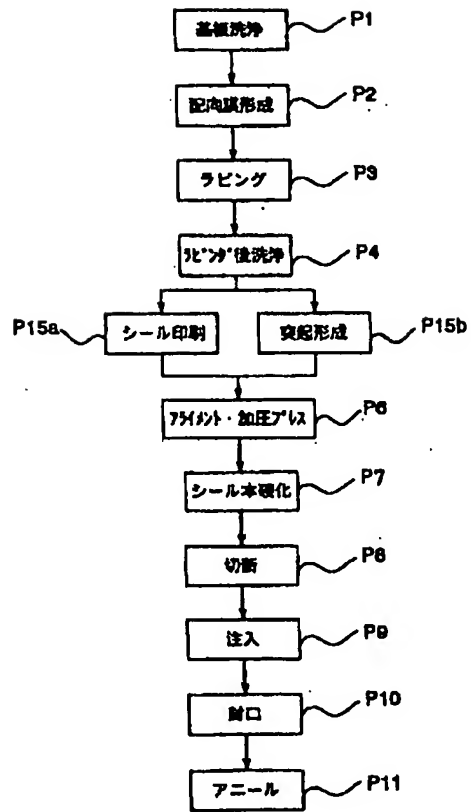 基板洗浄 P1
配向膜形成 P2
ラビング P3
ﾗﾋﾞﾝｸﾞ後洗浄 P4
P15a シール印刷 突起形成 P15b
ｱﾗｲﾒﾝﾄ・加圧ﾌﾟﾚｽ P6
シール本硬化 P7
切断 P8
注入 P9
封口 P10
アニール P11